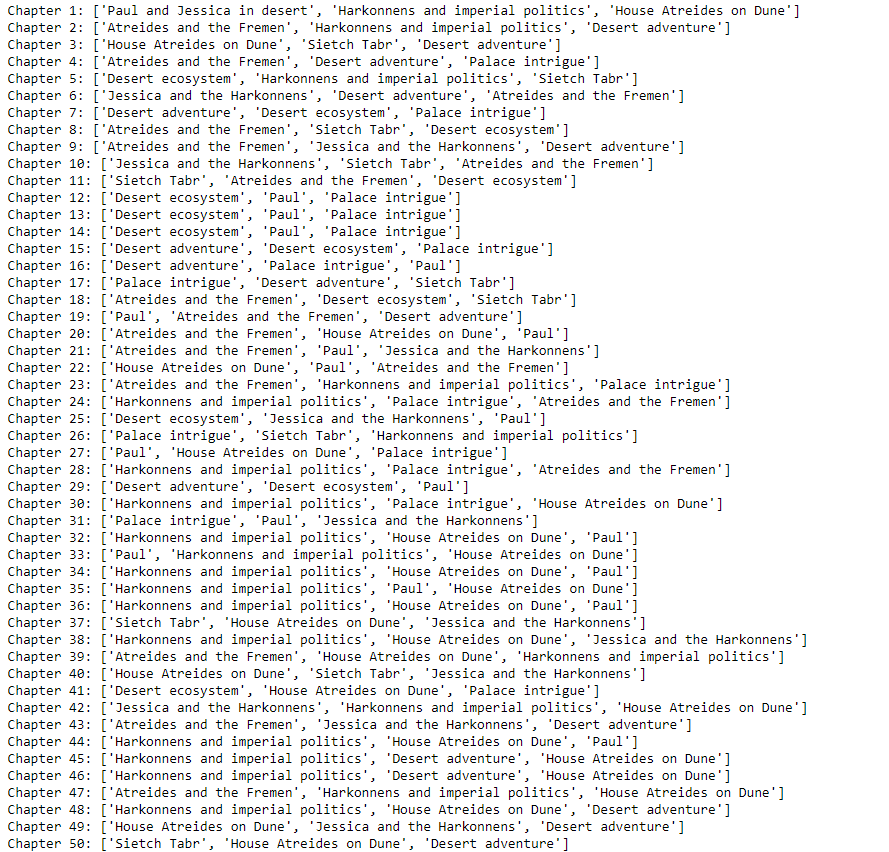 Chapter 1: ['Paul and Jessica in desert', 'Harkonnens and imperial politics', 'House Atreides on Dune']
Chapter 2: ['Atreides and the Fremen', 'Harkonnens and imperial politics', 'Desert adventure']
Chapter 3: ['House Atreides on Dune', 'Sietch Tabr', 'Desert adventure']
Chapter 4: ['Atreides and the Fremen', 'Desert adventure', 'Palace intrigue']
Chapter 5: ['Desert ecosystem', 'Harkonnens and imperial politics', 'Sietch Tabr']
Chapter 6: ['Jessica and the Harkonnens', 'Desert adventure', 'Atreides and the Fremen']
Chapter 7: ['Desert adventure', 'Desert ecosystem', 'Palace intrigue']
Chapter 8: ['Atreides and the Fremen', 'Sietch Tabr', 'Desert ecosystem']
Chapter 9: ['Atreides and the Fremen', 'Jessica and the Harkonnens', 'Desert adventure']
Chapter 10: ['Jessica and the Harkonnens', 'Sietch Tabr', 'Atreides and the Fremen']
Chapter 11: ['Sietch Tabr', 'Atreides and the Fremen', 'Desert ecosystem']
Chapter 12: ['Desert ecosystem', 'Paul', 'Palace intrigue']
Chapter 13: ['Desert ecosystem', 'Paul', 'Palace intrigue']
Chapter 14: ['Desert ecosystem', 'Paul', 'Palace intrigue']
Chapter 15: ['Desert adventure', 'Desert ecosystem', 'Palace intrigue']
Chapter 16: ['Desert adventure', 'Palace intrigue', 'Paul']
Chapter 17: ['Palace intrigue', 'Desert adventure', 'Sietch Tabr']
Chapter 18: ['Atreides and the Fremen', 'Desert ecosystem', 'Sietch Tabr']
Chapter 19: ['Paul', 'Atreides and the Fremen', 'Desert adventure']
Chapter 20: ['Atreides and the Fremen', 'House Atreides on Dune', 'Paul']
Chapter 21: ['Atreides and the Fremen', 'Paul', 'Jessica and the Harkonnens']
Chapter 22: ['House Atreides on Dune', 'Paul', 'Atreides and the Fremen']
Chapter 23: ['Atreides and the Fremen', 'Harkonnens and imperial politics', 'Palace intrigue']
Chapter 24: ['Harkonnens and imperial politics', 'Palace intrigue', 'Atreides and the Fremen']
Chapter 25: ['Desert ecosystem', 'Jessica and the Harkonnens', 'Paul']
Chapter 26: ['Palace intrigue', 'Sietch Tabr', 'Harkonnens and imperial politics']
Chapter 27: ['Paul', 'House Atreides on Dune', 'Palace intrigue']
Chapter 28: ['Harkonnens and imperial politics', 'Palace intrigue', 'Atreides and the Fremen']
Chapter 29: ['Desert adventure', 'Desert ecosystem', 'Paul']
Chapter 30: ['Harkonnens and imperial politics', 'Palace intrigue', 'House Atreides on Dune']
Chapter 31: ['Palace intrigue', 'Paul', 'Jessica and the Harkonnens']
Chapter 32: ['Harkonnens and imperial politics', 'House Atreides on Dune', 'Paul']
Chapter 33: ['Paul', 'Harkonnens and imperial politics', 'House Atreides on Dune']
Chapter 34: ['Harkonnens and imperial politics', 'House Atreides on Dune', 'Paul']
Chapter 35: ['Harkonnens and imperial politics', 'Paul', 'House Atreides on Dune']
Chapter 36: ['Harkonnens and imperial politics', 'House Atreides on Dune', 'Paul']
Chapter 37: ['Sietch Tabr', 'House Atreides on Dune', 'Jessica and the Harkonnens']
Chapter 38: ['Harkonnens and imperial politics', 'House Atreides on Dune', 'Jessica and the Harkonnens']
Chapter 39: ['Atreides and the Fremen', 'House Atreides on Dune', 'Harkonnens and imperial politics']
Chapter 40: ['House Atreides on Dune', 'Sietch Tabr', 'Jessica and the Harkonnens']
Chapter 41: ['Desert ecosystem', 'House Atreides on Dune', 'Palace intrigue']
Chapter 42: ['Jessica and the Harkonnens', 'Harkonnens and imperial politics', 'House Atreides on Dune']
Chapter 43: ['Atreides and the Fremen', 'Jessica and the Harkonnens', 'Desert adventure']
Chapter 44: ['Harkonnens and imperial politics', 'House Atreides on Dune', 'Paul']
Chapter 45: ['Harkonnens and imperial politics', 'Desert adventure', 'House Atreides on Dune']
Chapter 46: ['Harkonnens and imperial politics', 'Desert adventure', 'House Atreides on Dune']
Chapter 47: ['Atreides and the Fremen', 'Harkonnens and imperial politics', 'House Atreides on Dune']
Chapter 48: ['Harkonnens and imperial politics', 'House Atreides on Dune', 'Desert adventure']
Chapter 49: ['House Atreides on Dune', 'Jessica and the Harkonnens', 'Desert adventure']
Chapter 50: ['Sietch Tabr', 'House Atreides on Dune', 'Desert adventure']